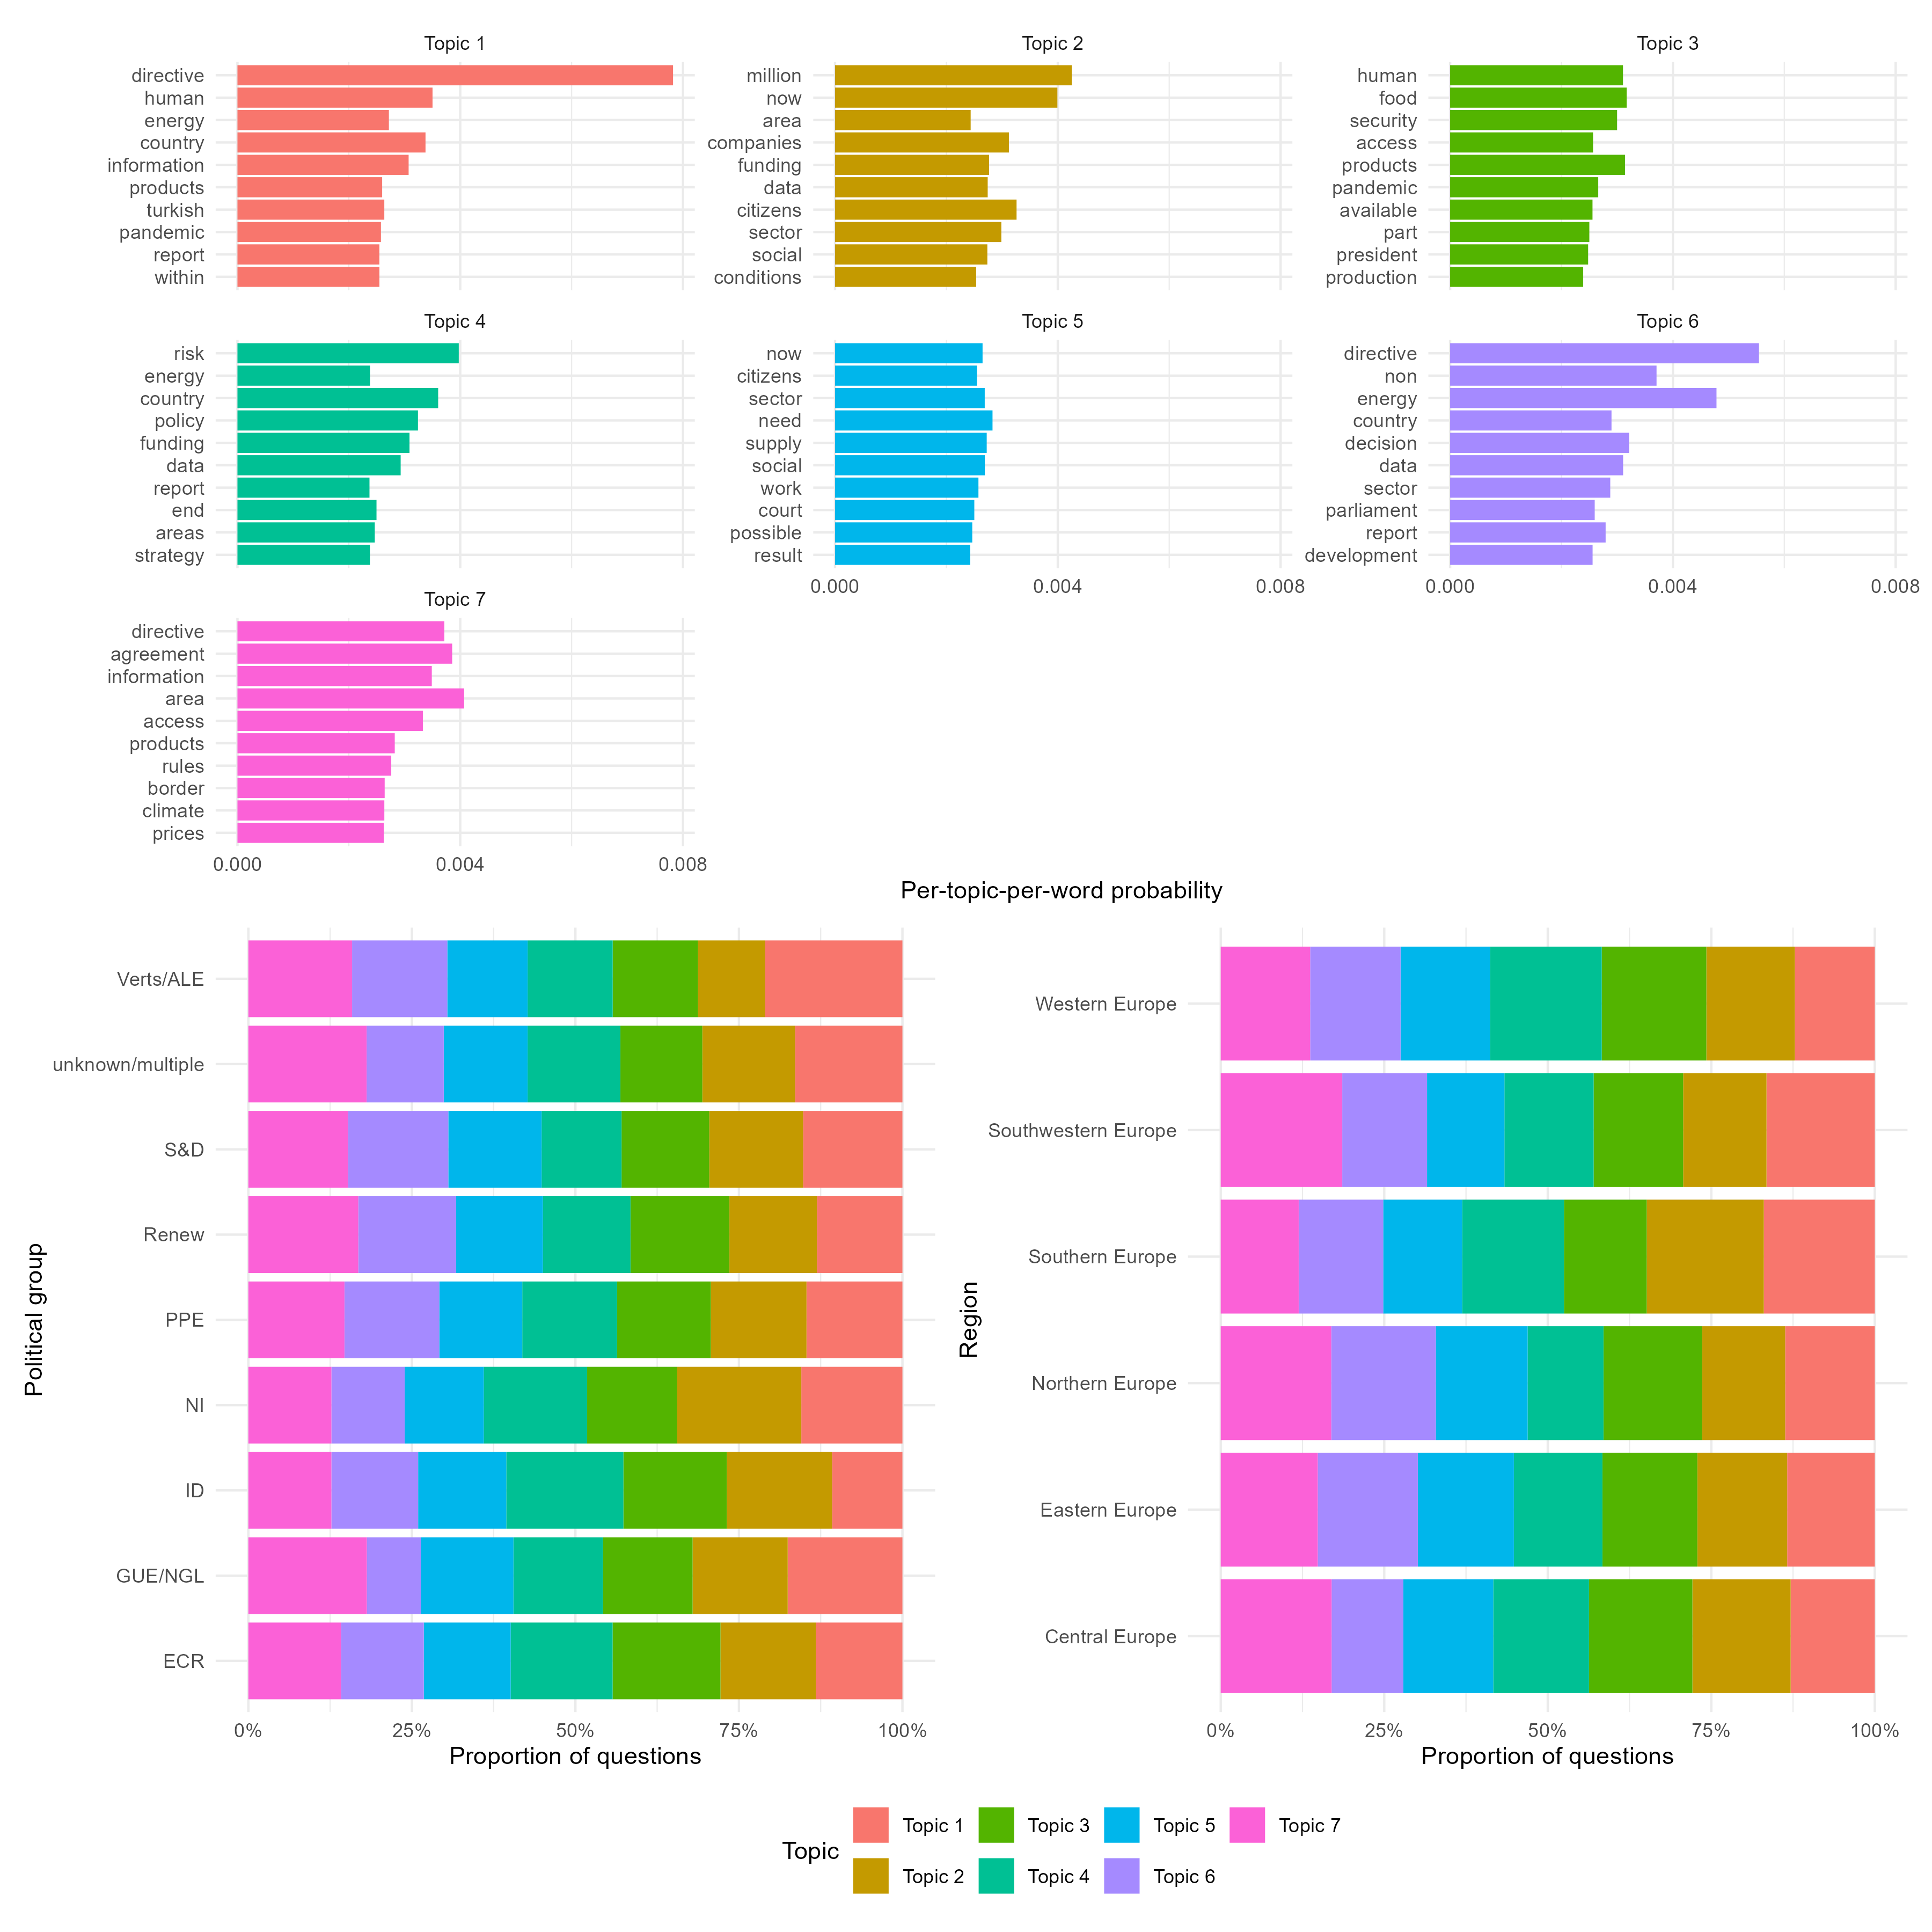 Topic 1
directive
human
energy
country
information
products
turkish
pandemic
report
within
Topic 2
million
now
area
companies
funding
data
citizens
sector
social
conditions
Topic 3
human
food
security
access
products
pandemic
available
part
president
production
Topic 4
risk
energy
country
policy
funding
data
report
end
areas
strategy
Topic 5
now
citizens
sector
need
supply
social
work
court
possible
result
0.000 0.004 0.008
Topic 6
directive
non
energy
country
decision
data
sector
parliament
report
development
0.000 0.004 0.008
Topic 7
directive
agreement
information
area
access
products
rules
border
climate
prices
0.000 0.004 0.008
Per-topic-per-word probability
Political group
Verts/ALE
unknown/multiple
S&D
Renew
PPE
NI
ID
GUE/NGL
ECR
0% 25% 50% 75% 100%
Proportion of questions
Region
Western Europe
Southwestern Europe
Southern Europe
Northern Europe
Eastern Europe
Central Europe
0% 25% 50% 75% 100%
Proportion of questions
Topic
Topic 1 Topic 3 Topic 5 Topic 7
Topic 2 Topic 4 Topic 6